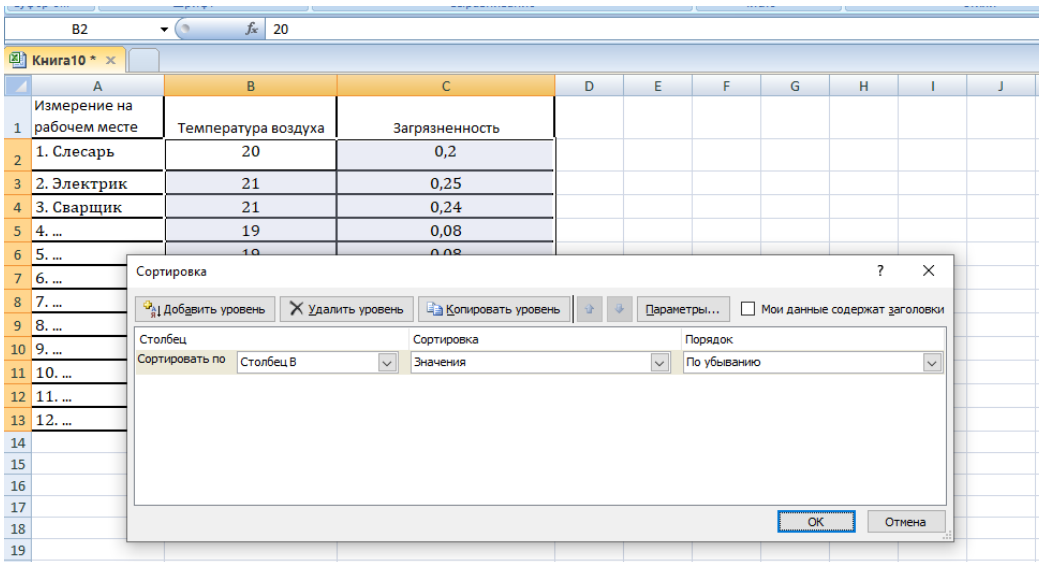 B2 fx 20
Книга10 *
A B C D E F G H I J
Измерение на
1 рабочем месте Температура воздуха Загрязненность
2 1. Слесарь 20 0,2
3 2. Электрик 21 0,25
4 3. Сварщик 21 0,24
5 4. ... 19 0,08
6 5. ... 19 0,08
Сортировка ? ×
7 6. ...
8 7. ... Добавить уровень Удалить уровень Копировать уровень Параметры... Мои данные содержат заголовки
9 8. ...
Столбец Сортировка Порядок
10 9. ...
Сортировать по Столбец B Значения По убыванию
11 10. ...
12 11. ...
13 12. ...
14
15
16
17
OK Отмена
18
19